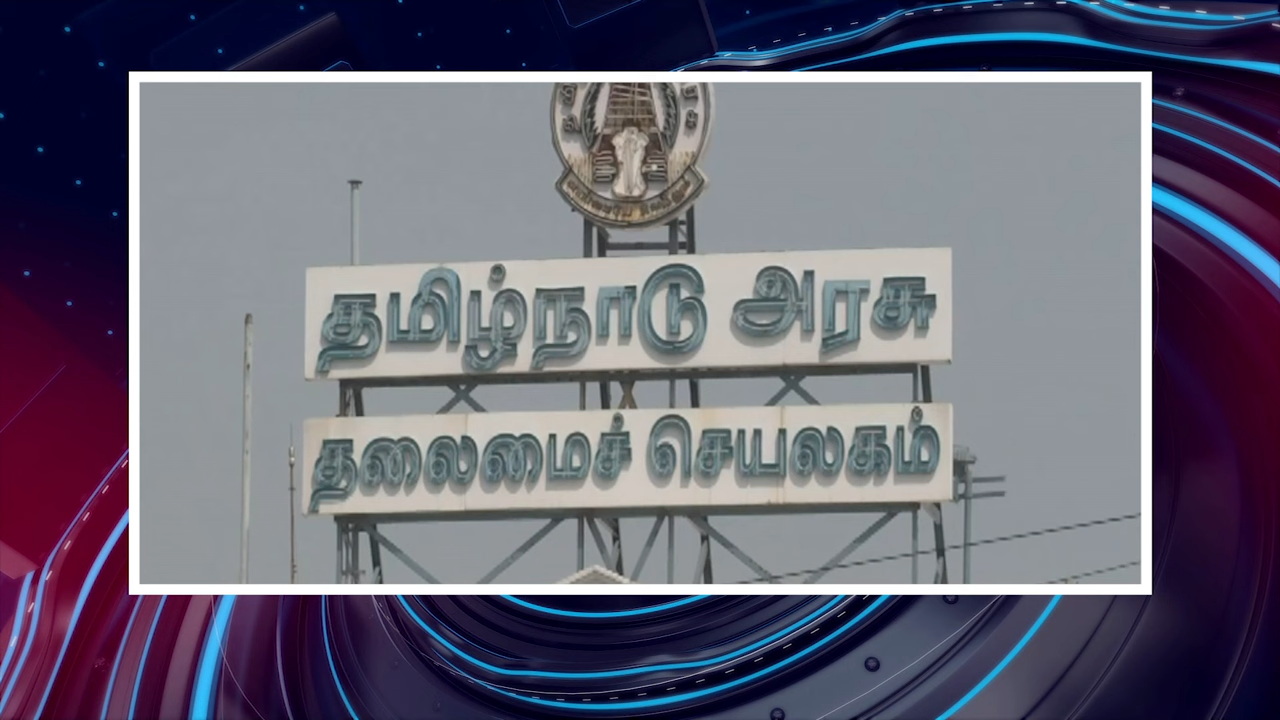 தமிழ்நாடு அரசு
தலைமைச் செயலகம்